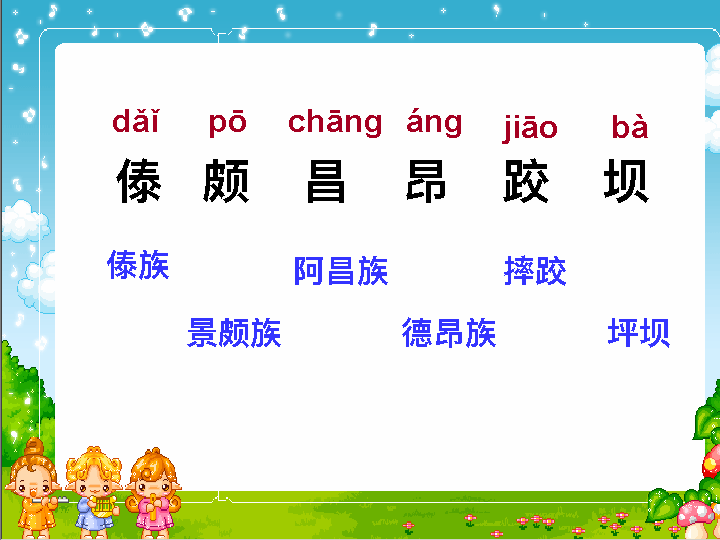 dǎǐ pō chāng áng jiāo bà
傣 颇 昌 昂 跤 坝
傣族 阿昌族 摔跤
景颇族 德昂族 坪坝